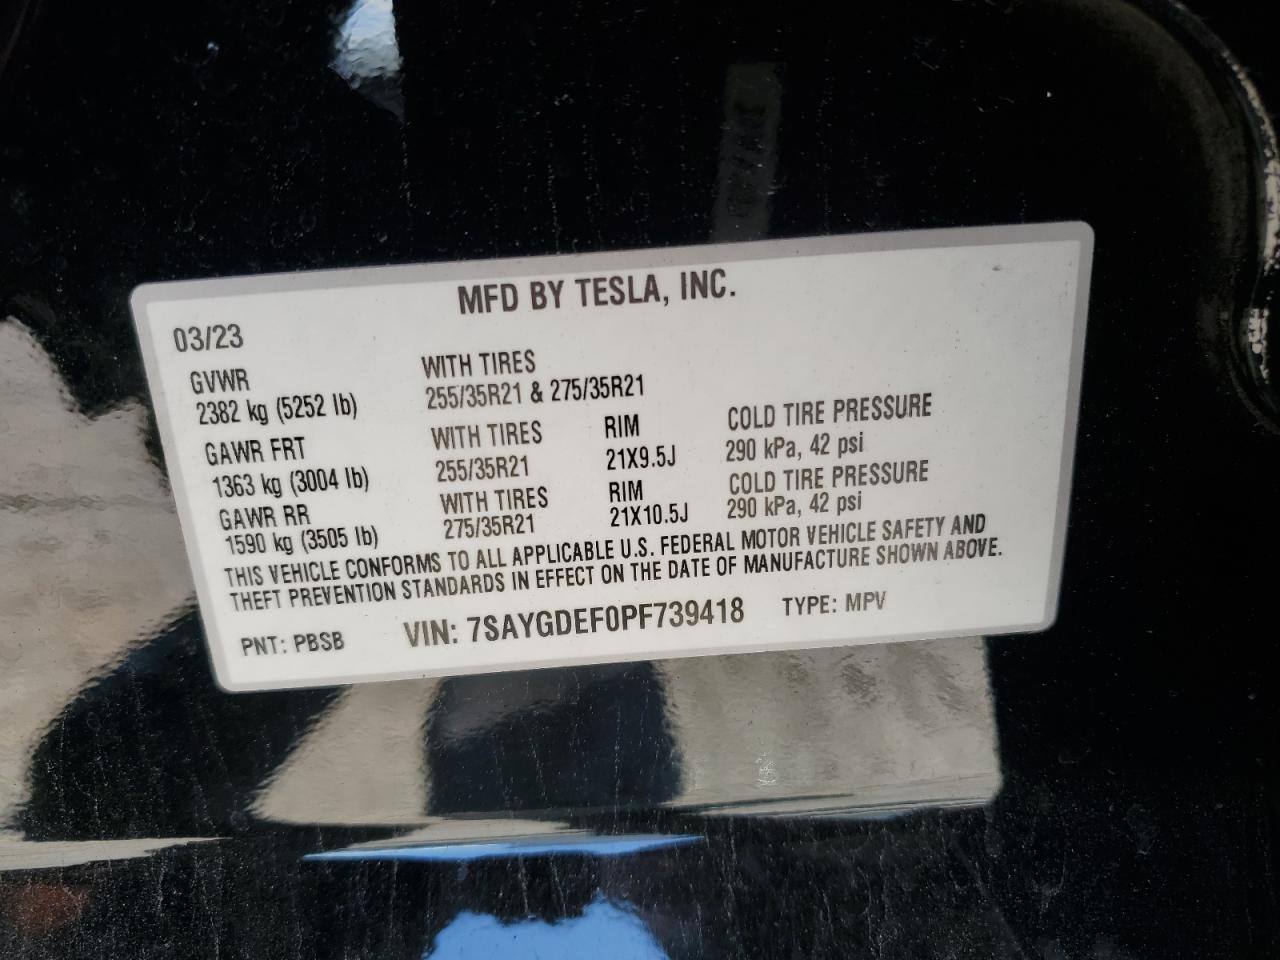 MFD BY TESLA, INC.
03/23
GVWR WITH TIRES
2382 kg (5252 lb) 255/35R21 & 275/35R21
GAWR FRT WITH TIRES RIM COLD TIRE PRESSURE
1363 kg (3004 lb) 255/35R21 21X9.5J 290 kPa, 42 psi
GAWR RR WITH TIRES RIM COLD TIRE PRESSURE
1590 kg (3505 lb) 275/35R21 21X10.5J 290 kPa, 42 psi
THIS VEHICLE CONFORMS TO ALL APPLICABLE U.S. FEDERAL MOTOR VEHICLE SAFETY AND
THEFT PREVENTION STANDARDS IN EFFECT ON THE DATE OF MANUFACTURE SHOWN ABOVE.
PNT: PBSB VIN: 7SAYGDEF0PF739418 TYPE: MPV